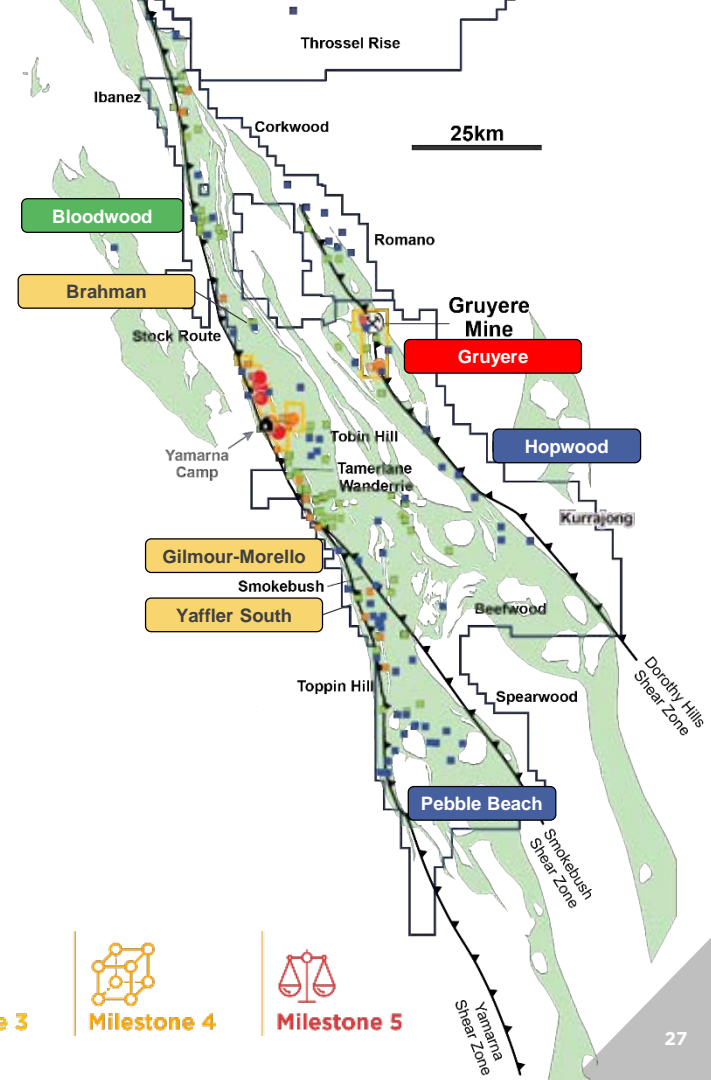 Throssel Rise
Ibanez
Corkwood
25km
Bloodwood
Romano
Brahman
Gruyere
Mine
Stock Route
Gruyere
Tobin Hill
Hopwood
Yamarna
Camp
Tamerlane
Wanderrie
Kurrajong
Gilmour-Morello
Smokebush
Yaffler South
Beefwood
Dorothy Hills
Shear Zone
Toppin Hill
Spearwood
Pebble Beach
Smokebush
Shear Zone
e 3
Milestone 4
Milestone 5
Yamarna
Shear Zone
27